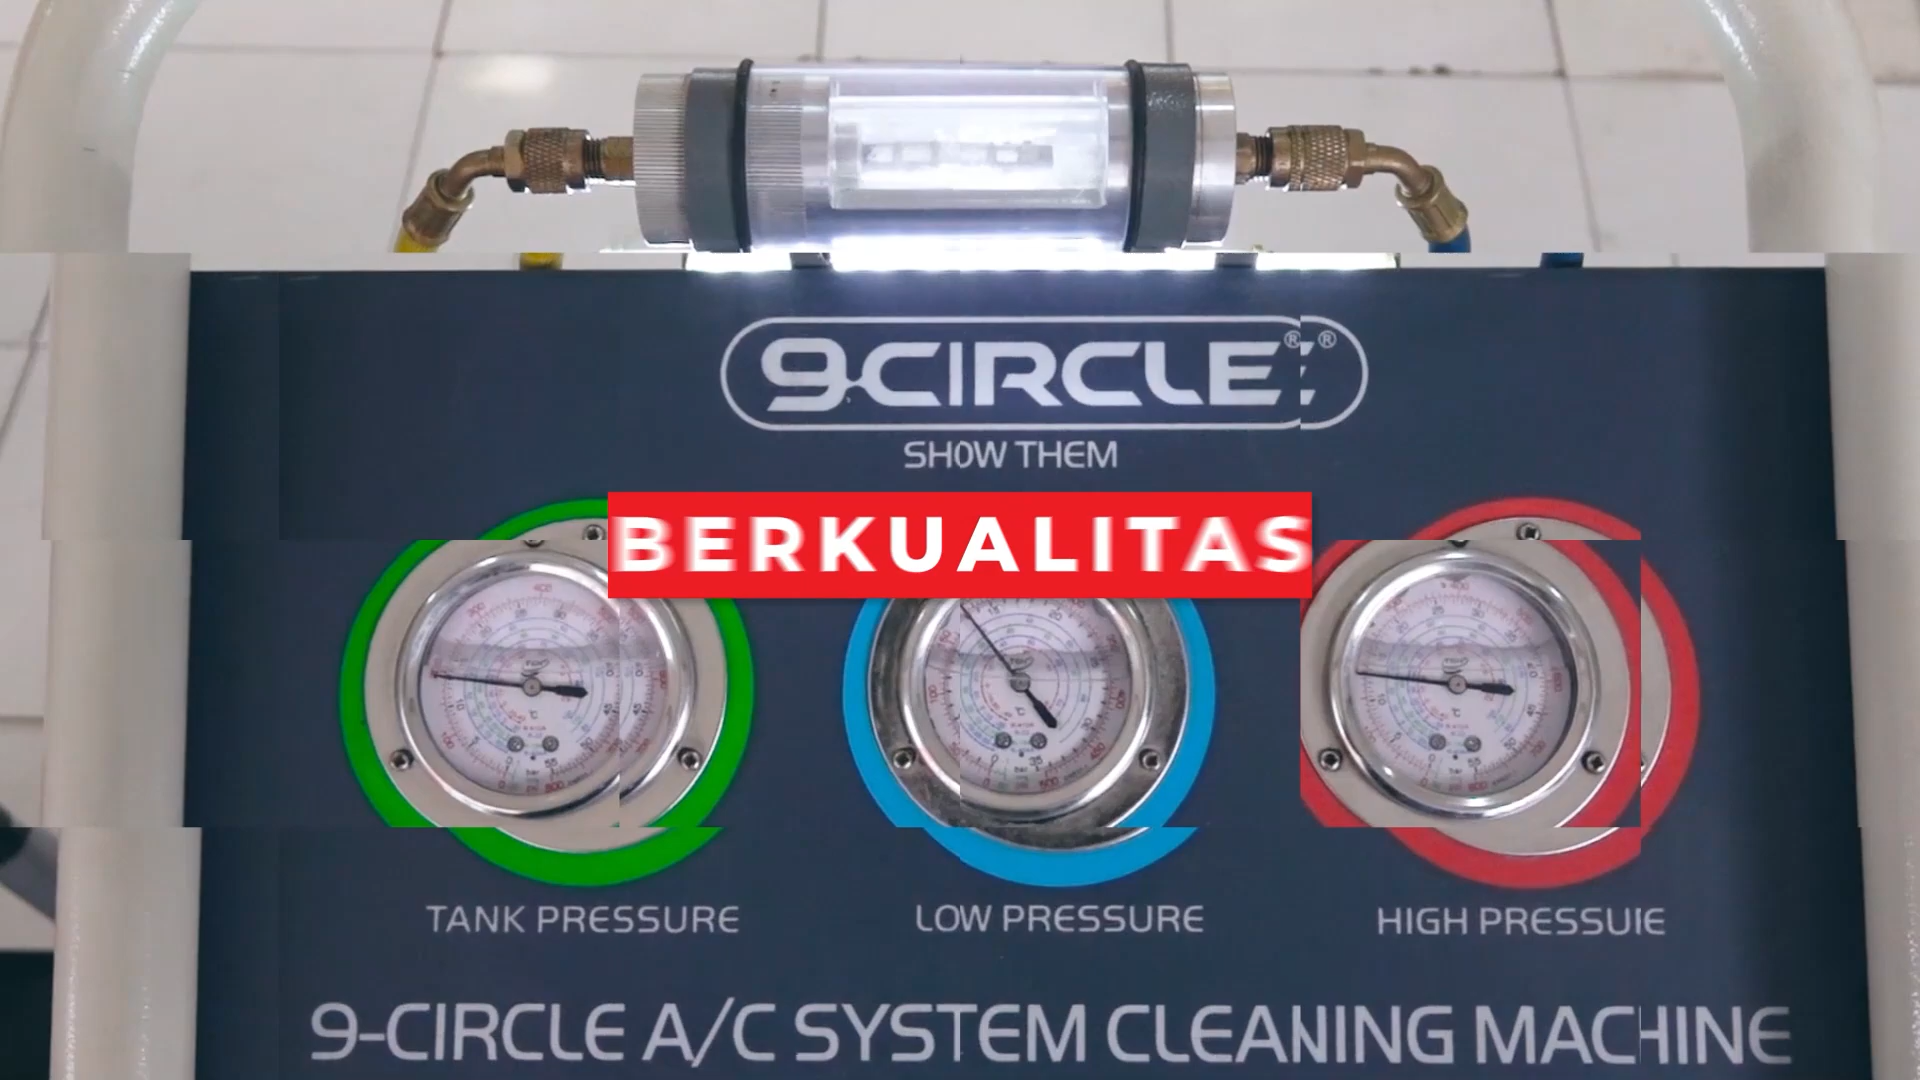 9CIRCLE® ®
SHOW THEM
BERKUALITAS
TANK PRESSURE
LOW PRESSURE
HIGH PRESSUIE
9-CIRCLE A/C SYSTEM CLEANING MACHINE